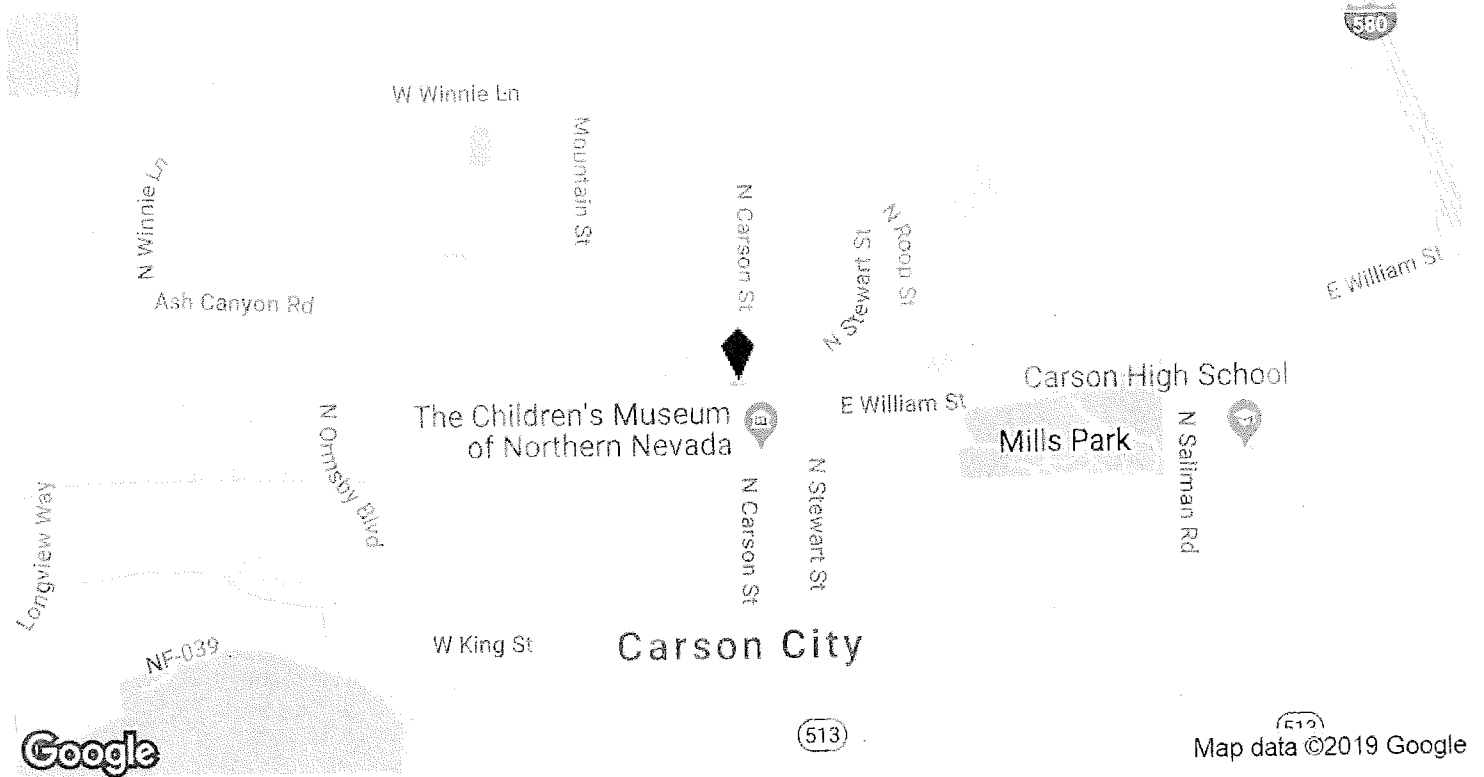 580
W Winnie Ln
Mountain St
N Winnie Ln
N Carson St
N Roop St
N Stewart St
E William St
Ash Canyon Rd
Carson High School
E William St
The Children's Museum
of Northern Nevada
N Ormsby Blvd
Mills Park
N Saliman Rd
N Carson St
N Stewart St
Longview Way
W King St
Carson City
NF-039
513
513
Google
Map data ©2019 Google